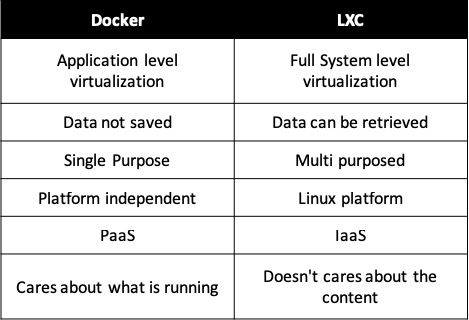 Docker LXC
Application level Full System level
virtualization virtualization
Data not saved Data can be retrieved
Single Purpose Multi purposed
Platform independent Linux platform
PaaS IaaS
Cares about what is running Doesn't cares about the
content